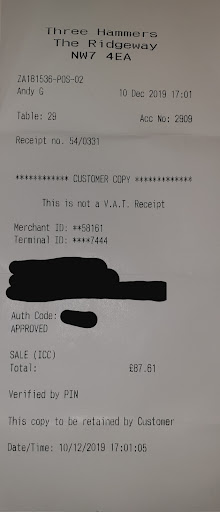 Three Hammers
The Ridgeway
NW7 4EA
ZA181536-POS-02
Andy G 10 Dec 2019 17:01
Table: 29 Acc No: 2909
Receipt no. 54/0331
************ CUSTOMER COPY *************
This is not a V.A.T. Receipt
Merchant ID: **58161
Terminal ID: ****7444
Auth Code:
APPROVED
SALE (ICC)
Total: £87.61
Verified by PIN
This copy to be retained by Customer
Date/Time: 10/12/2019 17:01:05